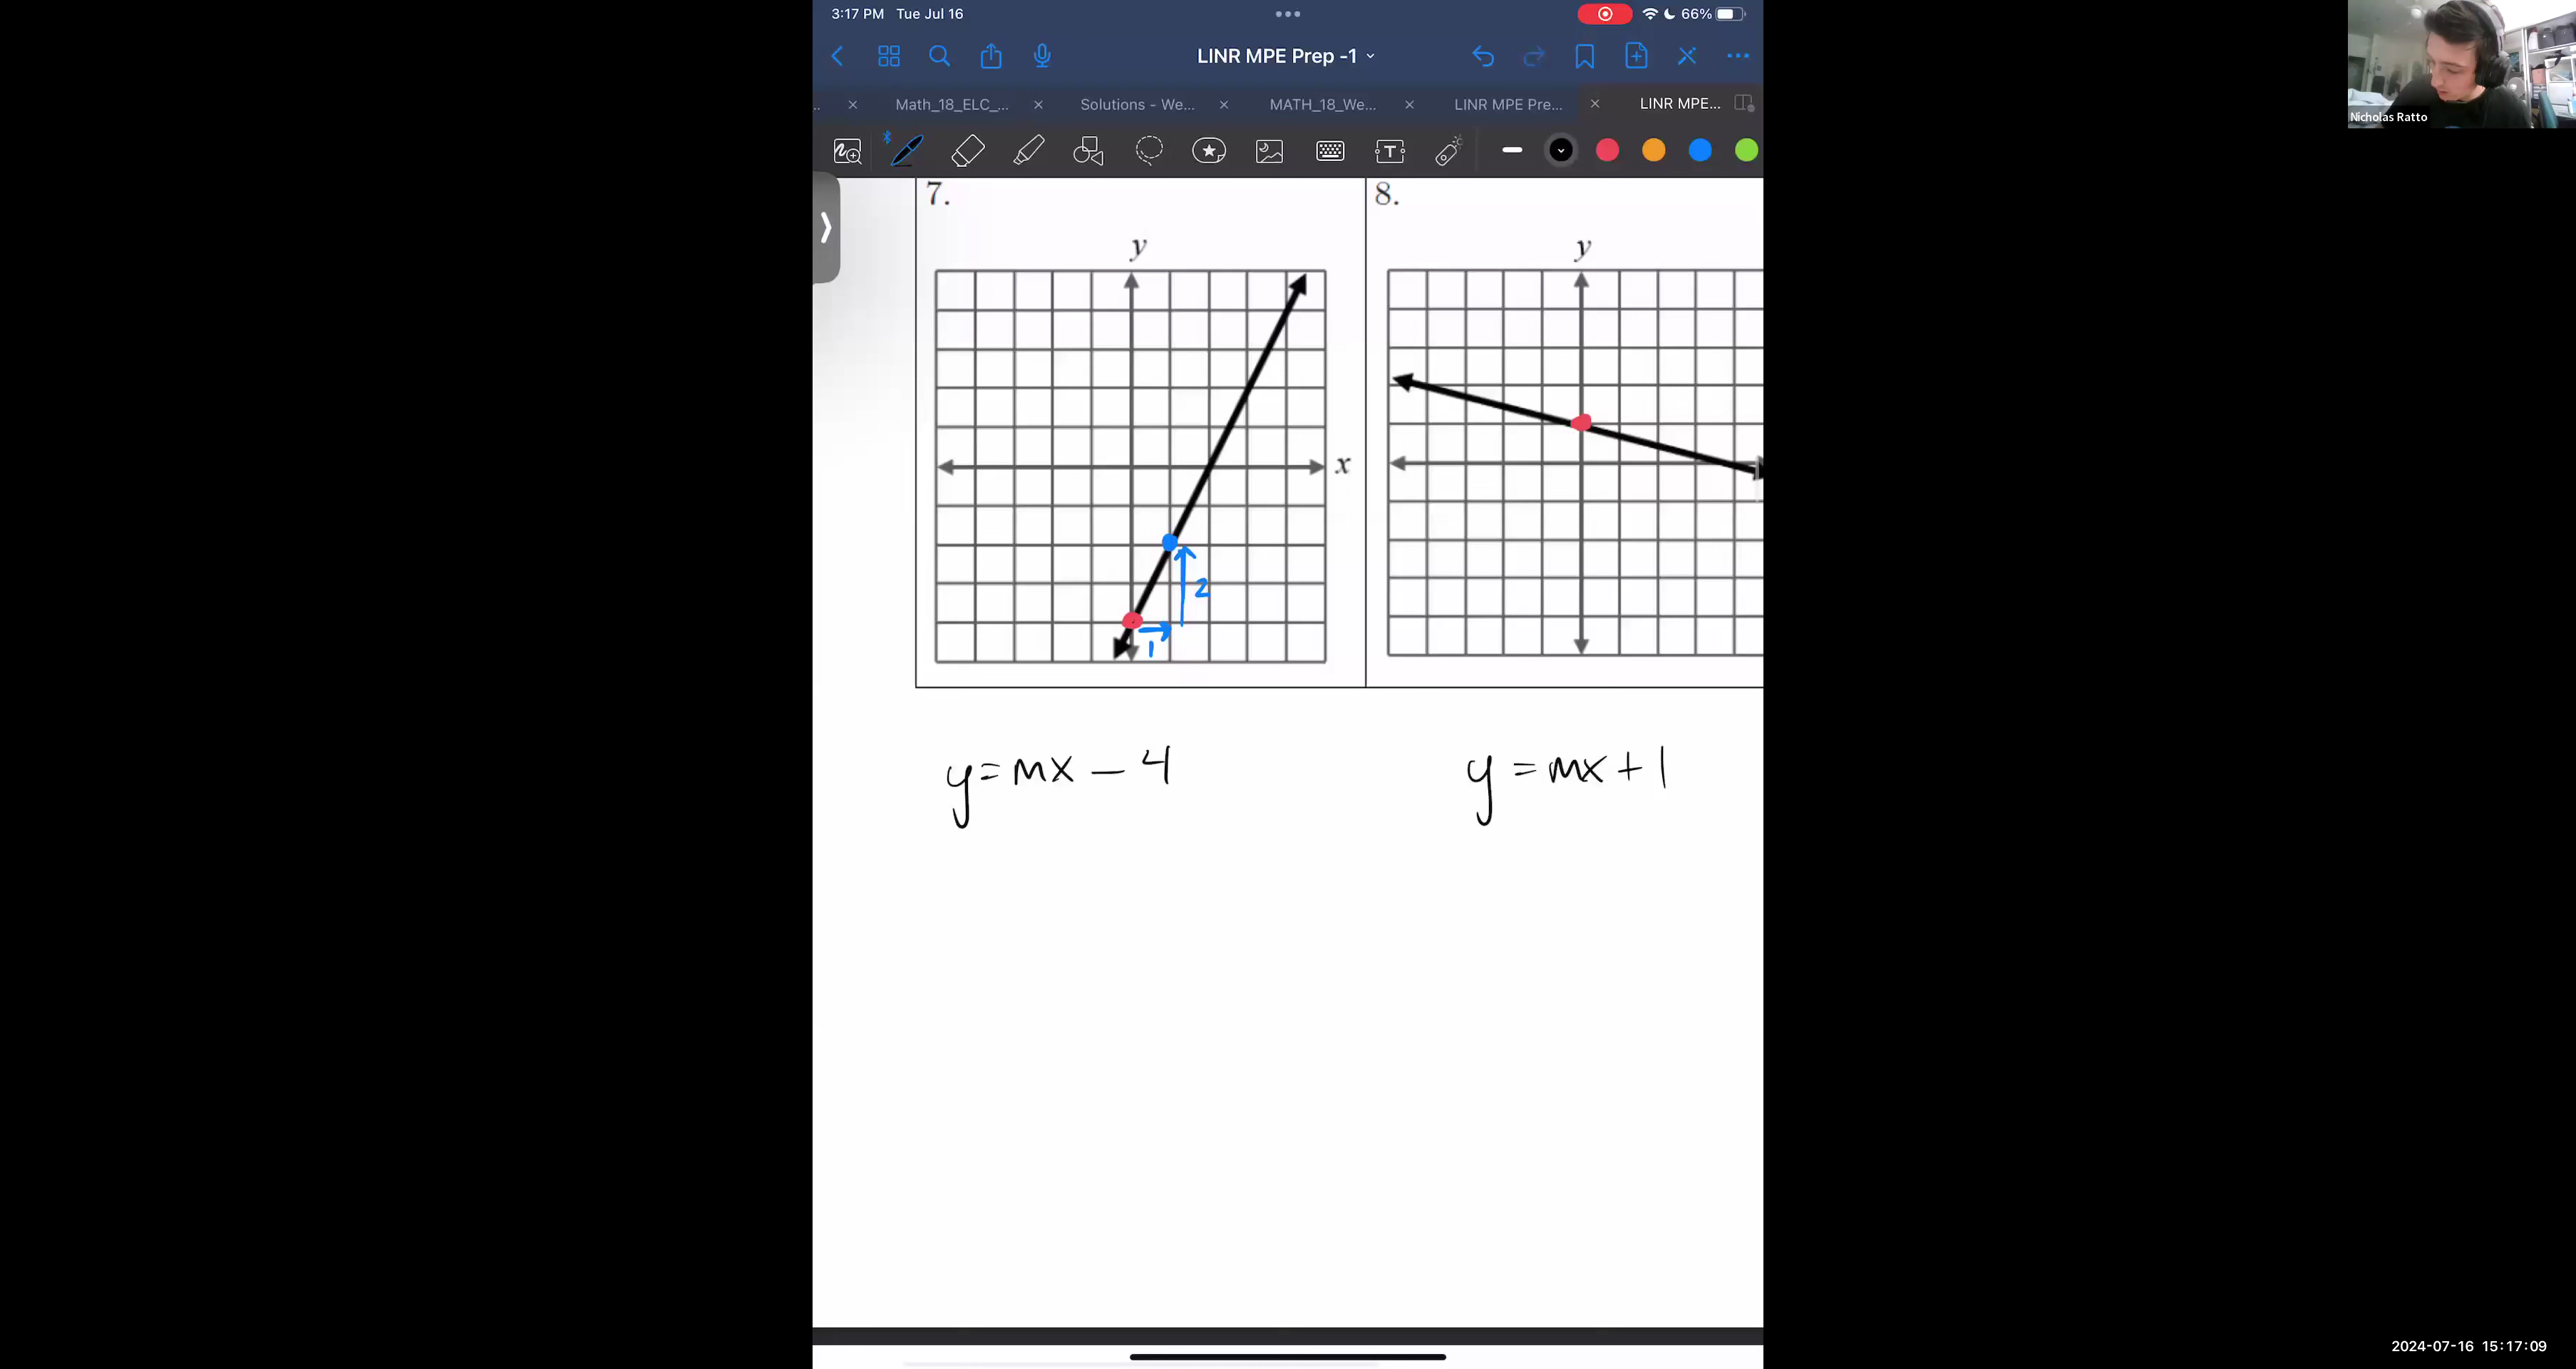 3:17 PM Tue Jul 16
66%
LINR MPE Prep -1
Math_18_ELC_...
Solutions - We...
MATH_18_We...
LINR MPE Pre...
LINR MPE...
Nicholas Ratto
7.
8.
y
y
x
2
1
y = mx - 4
y = mx + 1
2024-07-16 15:17:09